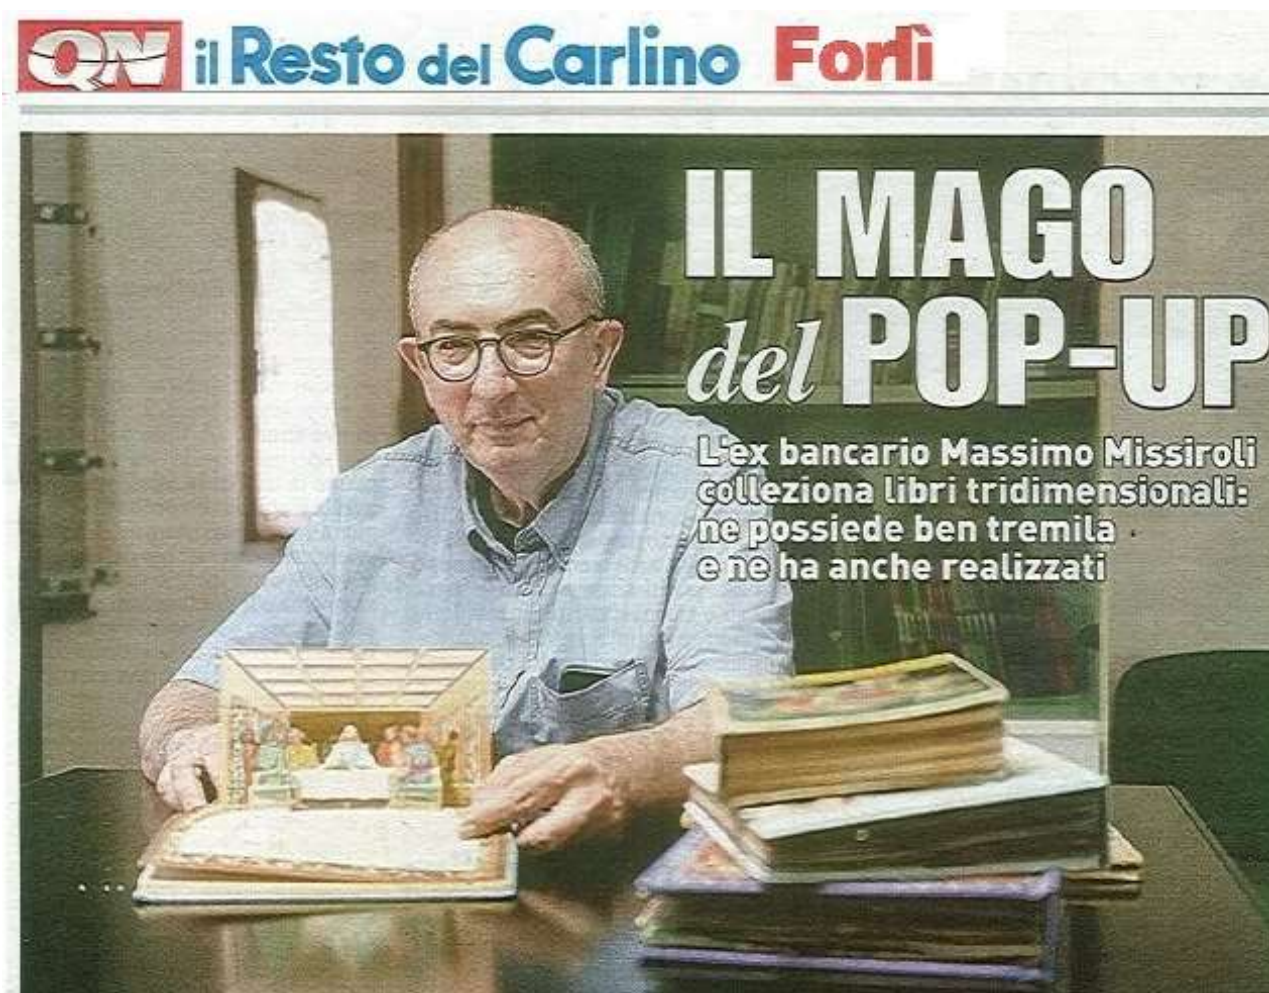 QN il Resto del Carlino Forlì
IL MAGO
del POP-UP
L'ex bancario Massimo Missiroli
colleziona libri tridimensionali:
ne possiede ben tremila
e ne ha anche realizzati